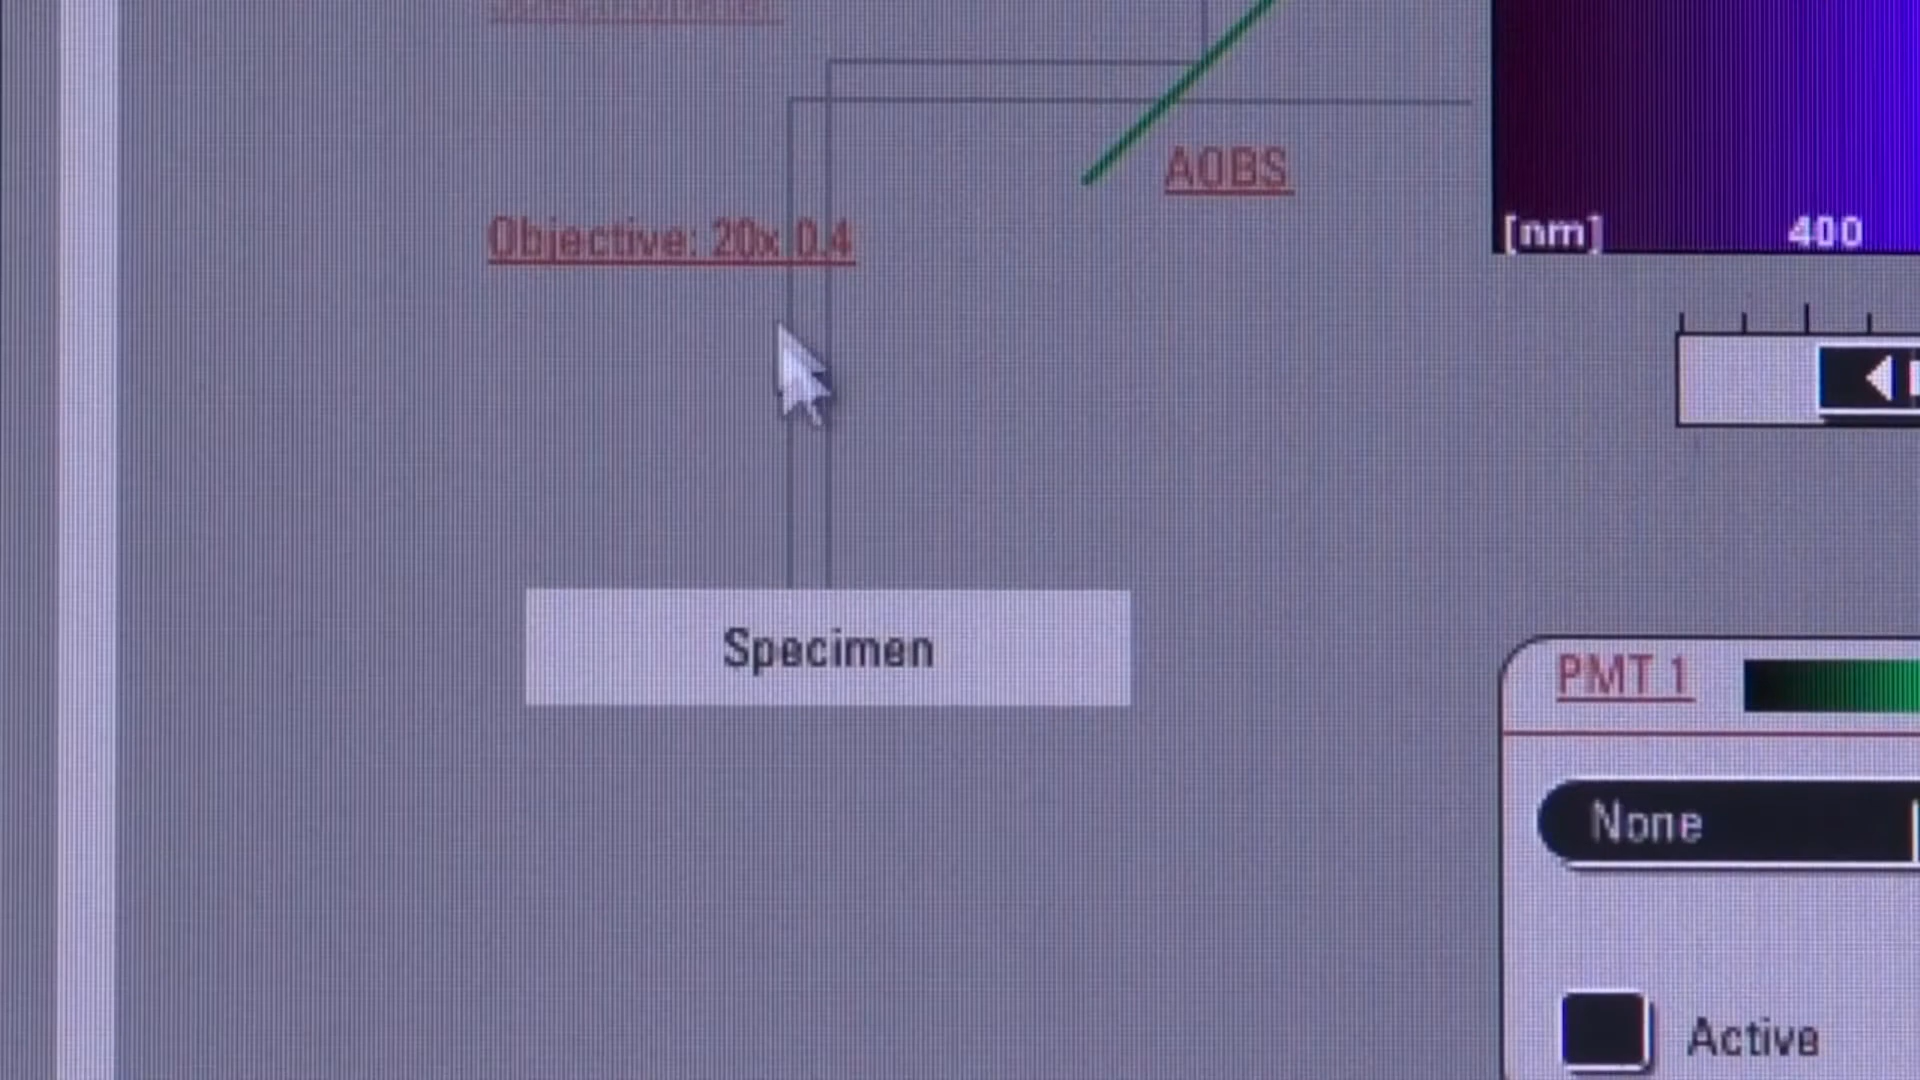 AOBS
[nm] 400
Objective: 20x 0.4
Specimen
PMT 1
None
Active